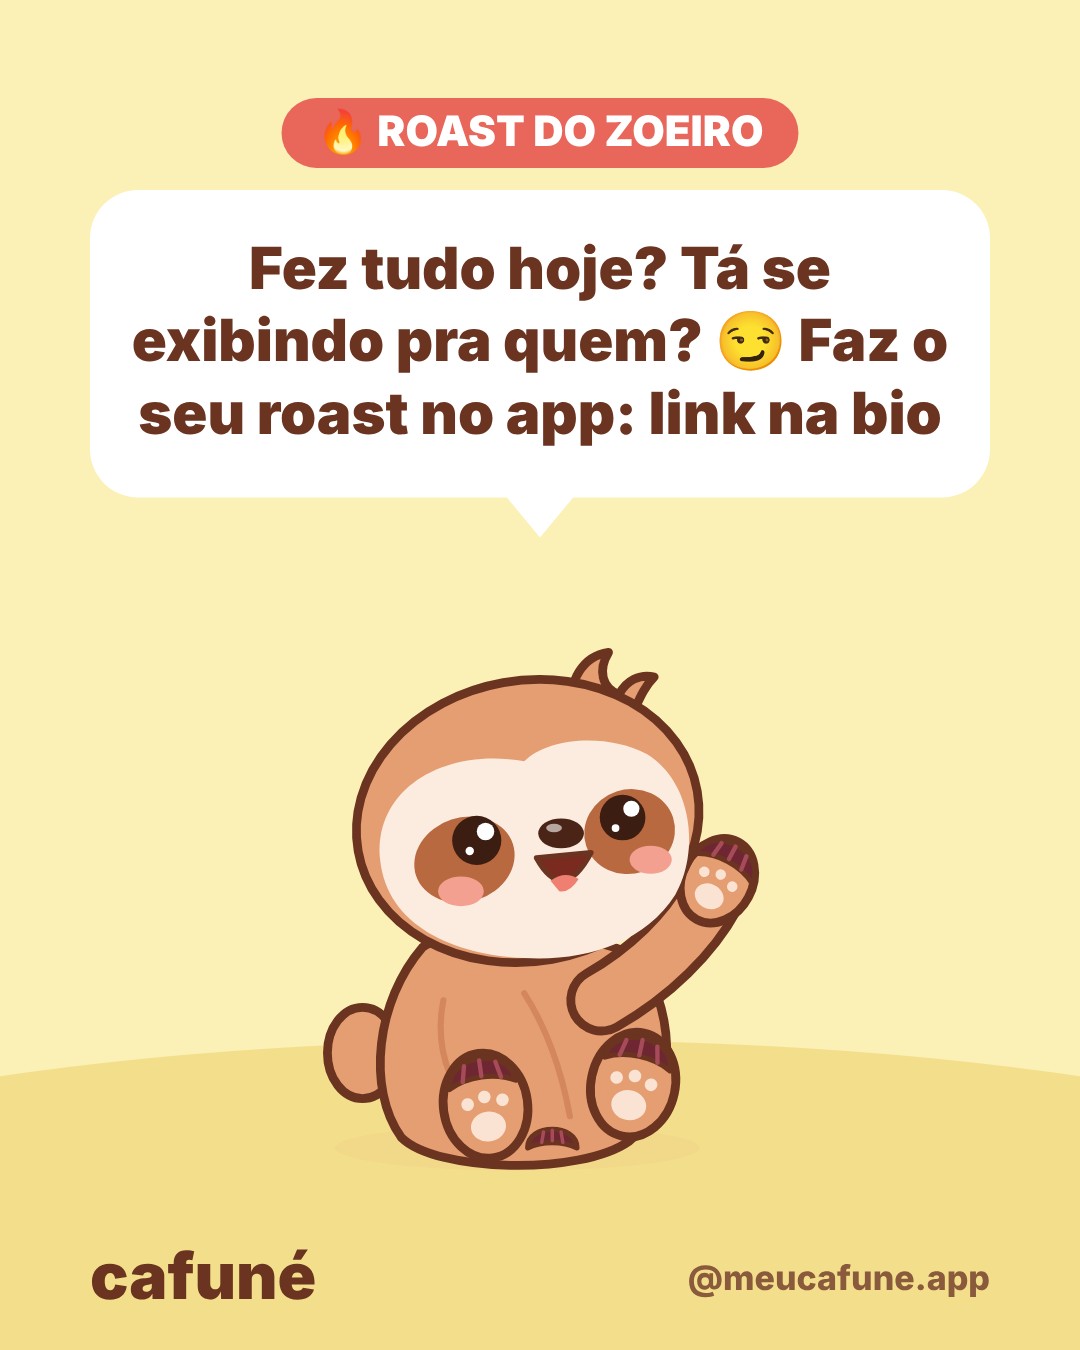 🔥 ROAST DO ZOEIRO
Fez tudo hoje? Tá se
exibindo pra quem? 😏 Faz o
seu roast no app: link na bio
cafuné
@meucafune.app